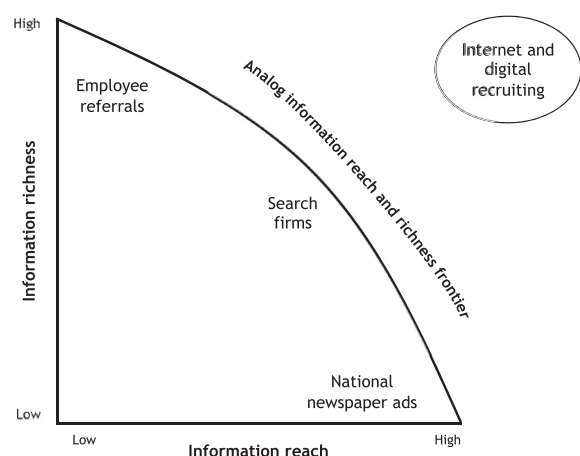 High
Internet and
digital
recruiting
Employee
referrals
Analog information reach and richness frontier
Information richness
Search
firms
National
newspaper ads
Low
Low
High
Information reach